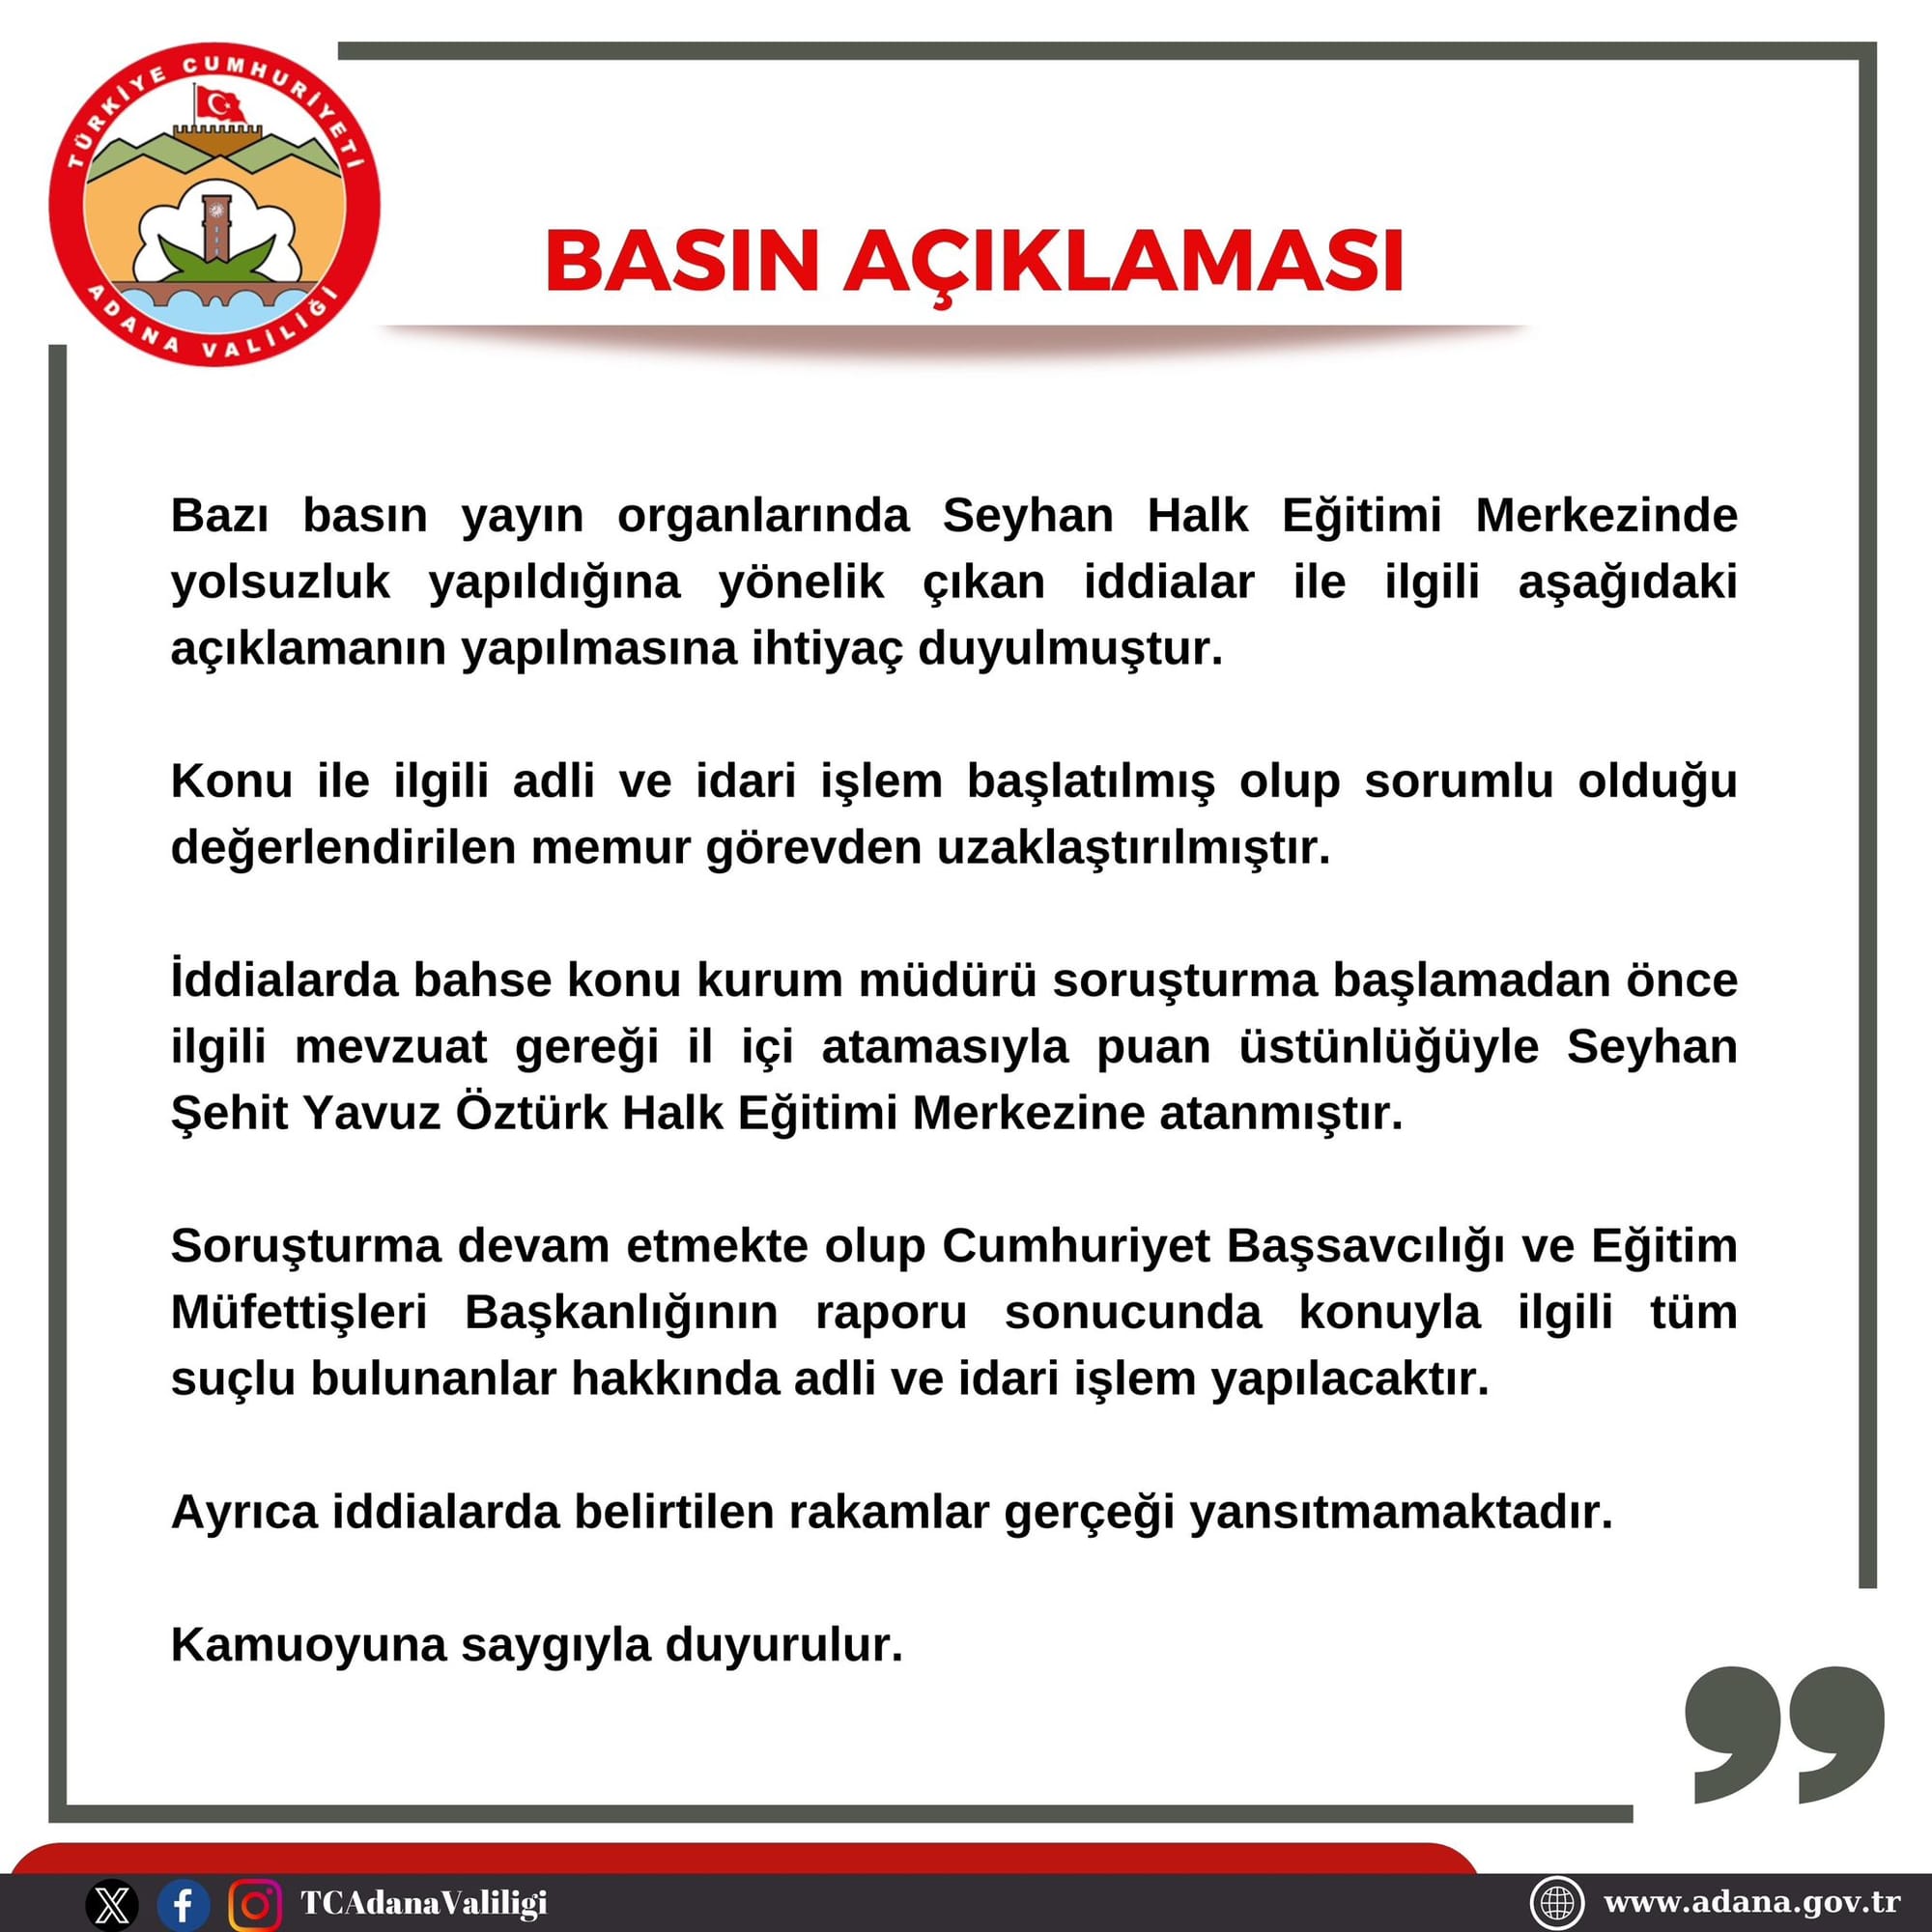 TÜRKİYE CUMHURİYETİ
ADANA VALİLİĞİ
BASIN AÇIKLAMASI
Bazı basın yayın organlarında Seyhan Halk Eğitimi Merkezinde
yolsuzluk yapıldığına yönelik çıkan iddialar ile ilgili aşağıdaki
açıklamanın yapılmasına ihtiyaç duyulmuştur.
Konu ile ilgili adli ve idari işlem başlatılmış olup sorumlu olduğu
değerlendirilen memur görevden uzaklaştırılmıştır.
İddialarda bahse konu kurum müdürü soruşturma başlamadan önce
ilgili mevzuat gereği il içi atamasıyla puan üstünlüğüyle Seyhan
Şehit Yavuz Öztürk Halk Eğitimi Merkezine atanmıştır.
Soruşturma devam etmekte olup Cumhuriyet Başsavcılığı ve Eğitim
Müfettişleri Başkanlığının raporu sonucunda konuyla ilgili tüm
suçlu bulunanlar hakkında adli ve idari işlem yapılacaktır.
Ayrıca iddialarda belirtilen rakamlar gerçeği yansıtmamaktadır.
Kamuoyuna saygıyla duyurulur.
TCAdanaValiligi
www.adana.gov.tr